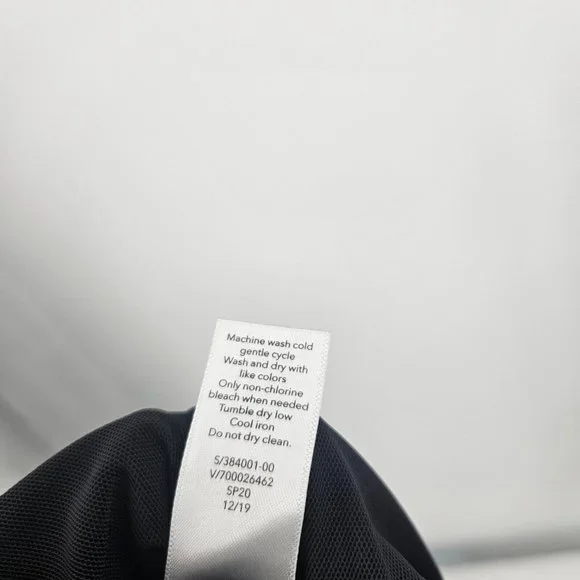 Machine wash cold
gentle cycle
Wash and dry with
like colors
Only non-chlorine
bleach when needed
Tumble dry low
Cool iron
Do not dry clean.
S/384001-00
V/700026462
SP20
12/19